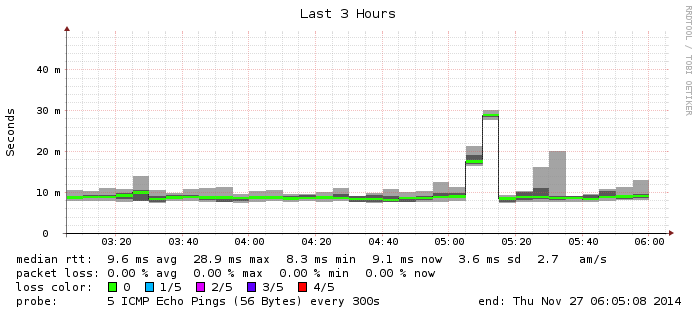 Last 3 Hours
RRDTOOL / TOBI OETIKER
Seconds
40 m
30 m
20 m
10 m
0
03:20 03:40 04:00 04:20 04:40 05:00 05:20 05:40 06:00
median rtt: 9.6 ms avg 28.9 ms max 8.3 ms min 9.1 ms now 3.6 ms sd 2.7 am/s
packet loss: 0.00 % avg 0.00 % max 0.00 % min 0.00 % now
loss color: 0 1/5 2/5 3/5 4/5
probe: 5 ICMP Echo Pings (56 Bytes) every 300s end: Thu Nov 27 06:05:08 2014